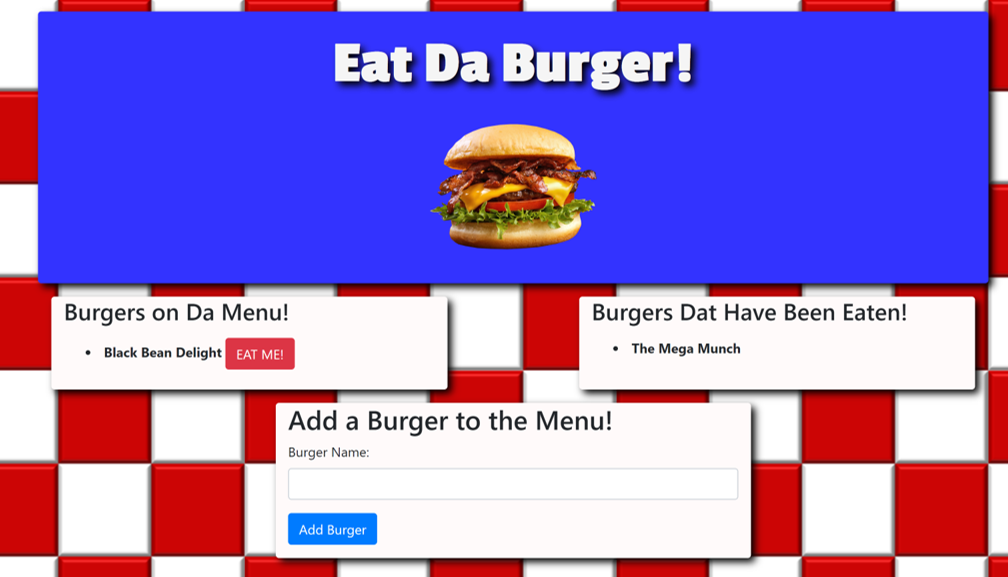 Eat Da Burger!
Burgers on Da Menu!
Black Bean Delight EAT ME!
Burgers Dat Have Been Eaten!
The Mega Munch
Add a Burger to the Menu!
Burger Name:
Add Burger